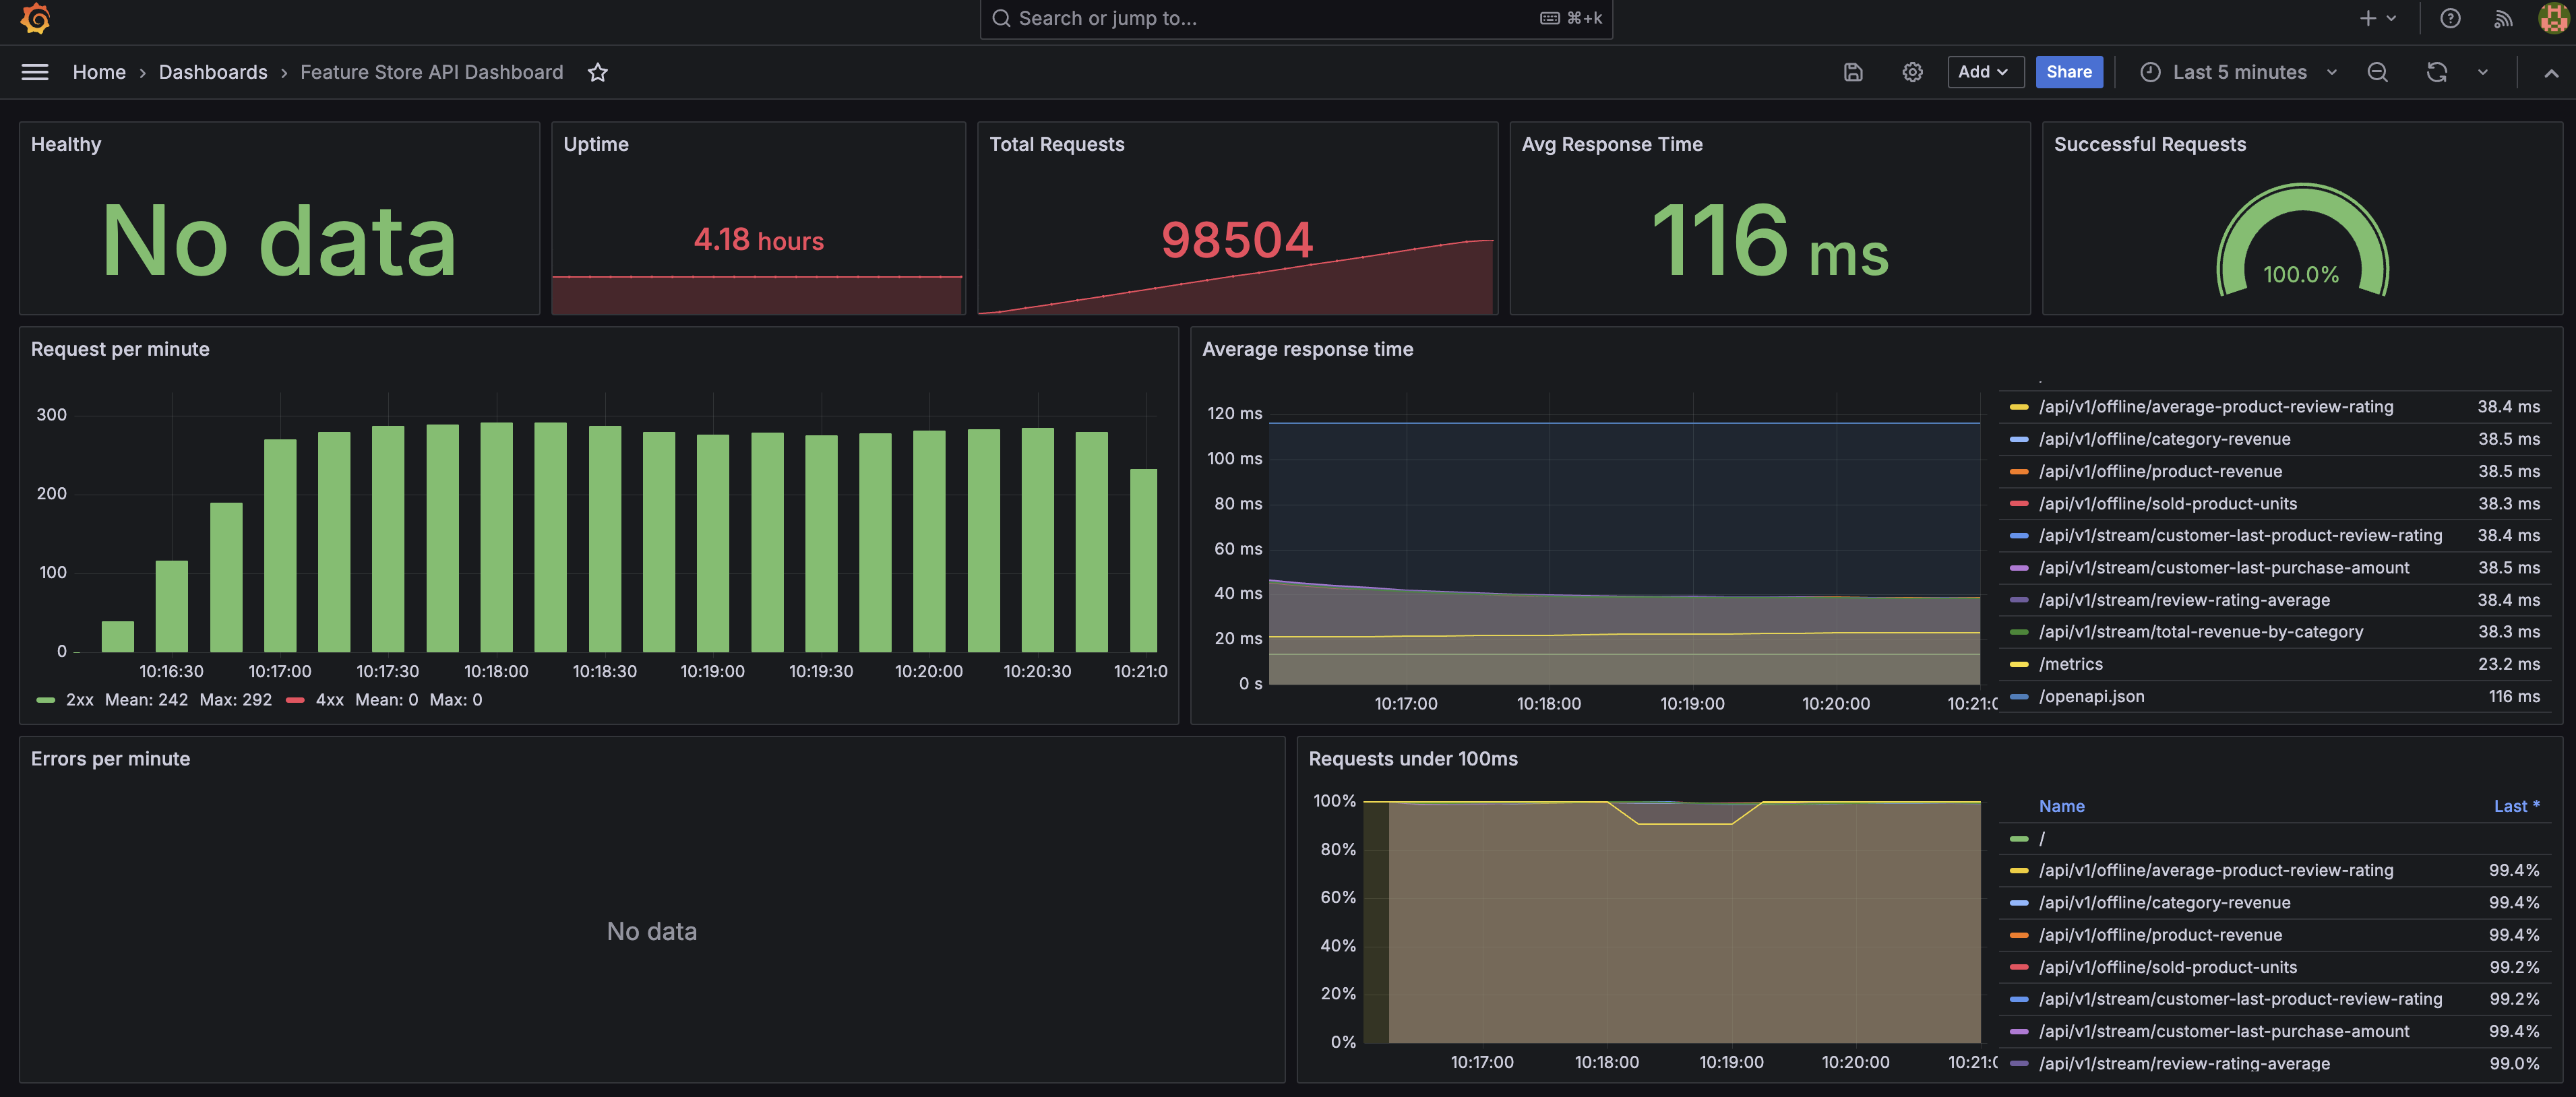 Search or jump to...
⌘+k
Home › Dashboards › Feature Store API Dashboard
Add
Share
Last 5 minutes
Healthy
No data
Uptime
4.18 hours
Total Requests
98504
Avg Response Time
116 ms
Successful Requests
100.0%
Request per minute
300
200
100
0
10:16:30 10:17:00 10:17:30 10:18:00 10:18:30 10:19:00 10:19:30 10:20:00 10:20:30 10:21:0
2xx Mean: 242 Max: 292 4xx Mean: 0 Max: 0
Average response time
120 ms
100 ms
80 ms
60 ms
40 ms
20 ms
0 s
10:17:00 10:18:00 10:19:00 10:20:00 10:21:0
/api/v1/offline/average-product-review-rating 38.4 ms
/api/v1/offline/category-revenue 38.5 ms
/api/v1/offline/product-revenue 38.5 ms
/api/v1/offline/sold-product-units 38.3 ms
/api/v1/stream/customer-last-product-review-rating 38.4 ms
/api/v1/stream/customer-last-purchase-amount 38.5 ms
/api/v1/stream/review-rating-average 38.4 ms
/api/v1/stream/total-revenue-by-category 38.3 ms
/metrics 23.2 ms
/openapi.json 116 ms
Errors per minute
No data
Requests under 100ms
100%
80%
60%
40%
20%
0%
10:17:00 10:18:00 10:19:00 10:20:00 10:21:0
Name Last *
/
/api/v1/offline/average-product-review-rating 99.4%
/api/v1/offline/category-revenue 99.4%
/api/v1/offline/product-revenue 99.4%
/api/v1/offline/sold-product-units 99.2%
/api/v1/stream/customer-last-product-review-rating 99.2%
/api/v1/stream/customer-last-purchase-amount 99.4%
/api/v1/stream/review-rating-average 99.0%